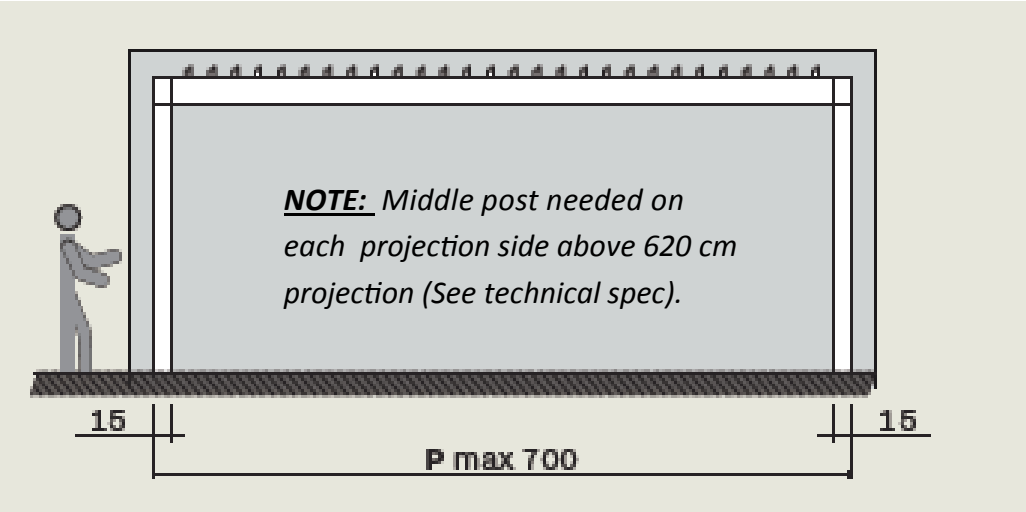 NOTE: Middle post needed on
each projection side above 620 cm
projection (See technical spec).
15
15
P max 700